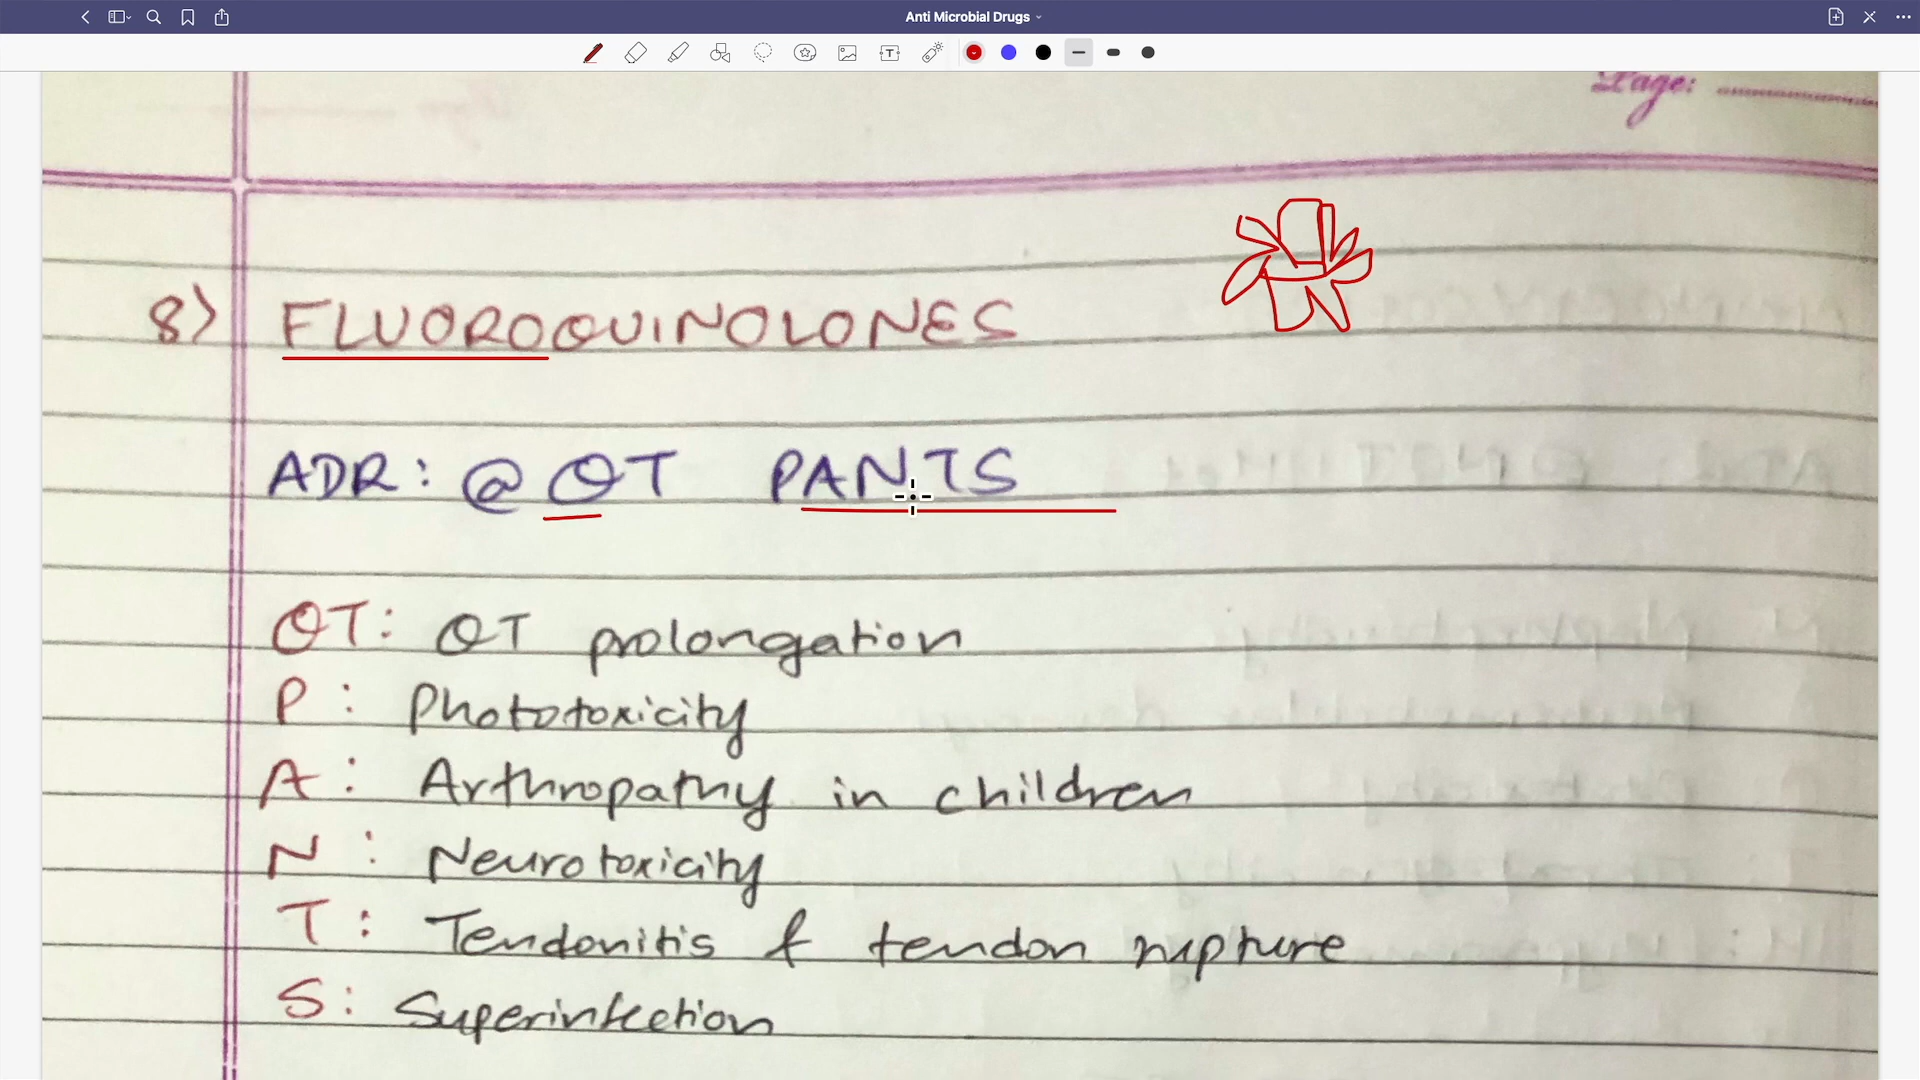 Anti Microbial Drugs
Page:
8) FLUOROQUINOLONES
ADR: @ QT PANTS
QT: QT prolongation
P: Phototoxicity
A: Arthropathy in children
N: Neurotoxicity
T: Tendonitis & tendon rupture
S: Superinfection